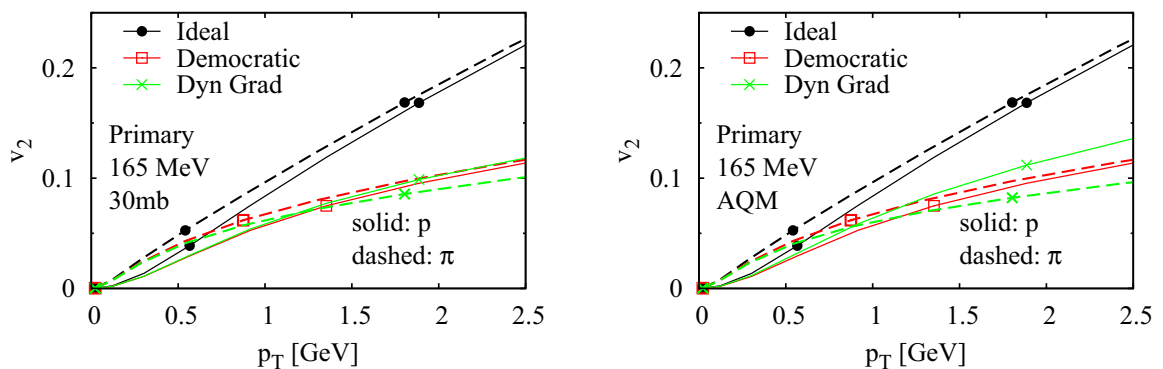 Ideal
Democratic
Dyn Grad
Primary
165 MeV
30mb
solid: p
dashed: π
v2
0.2
0.1
0
0 0.5 1 1.5 2 2.5
pT [GeV]
Ideal
Democratic
Dyn Grad
Primary
165 MeV
AQM
solid: p
dashed: π
v2
0.2
0.1
0
0 0.5 1 1.5 2 2.5
pT [GeV]